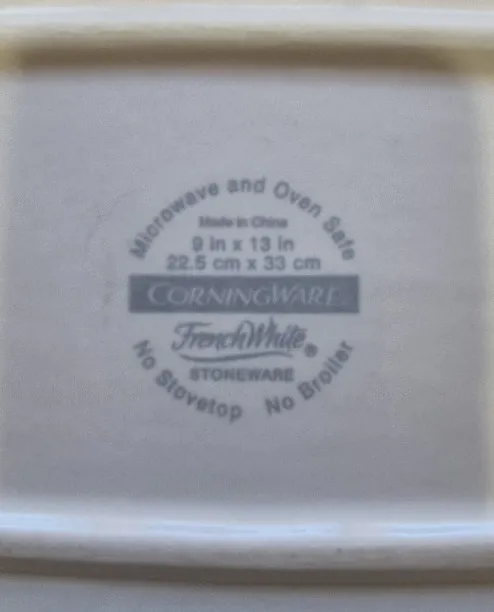 Microwave and Oven Safe
Made in China
9 in x 13 in
22.5 cm x 33 cm
CORNINGWARE
French White®
STONEWARE
No Stovetop No Broiler